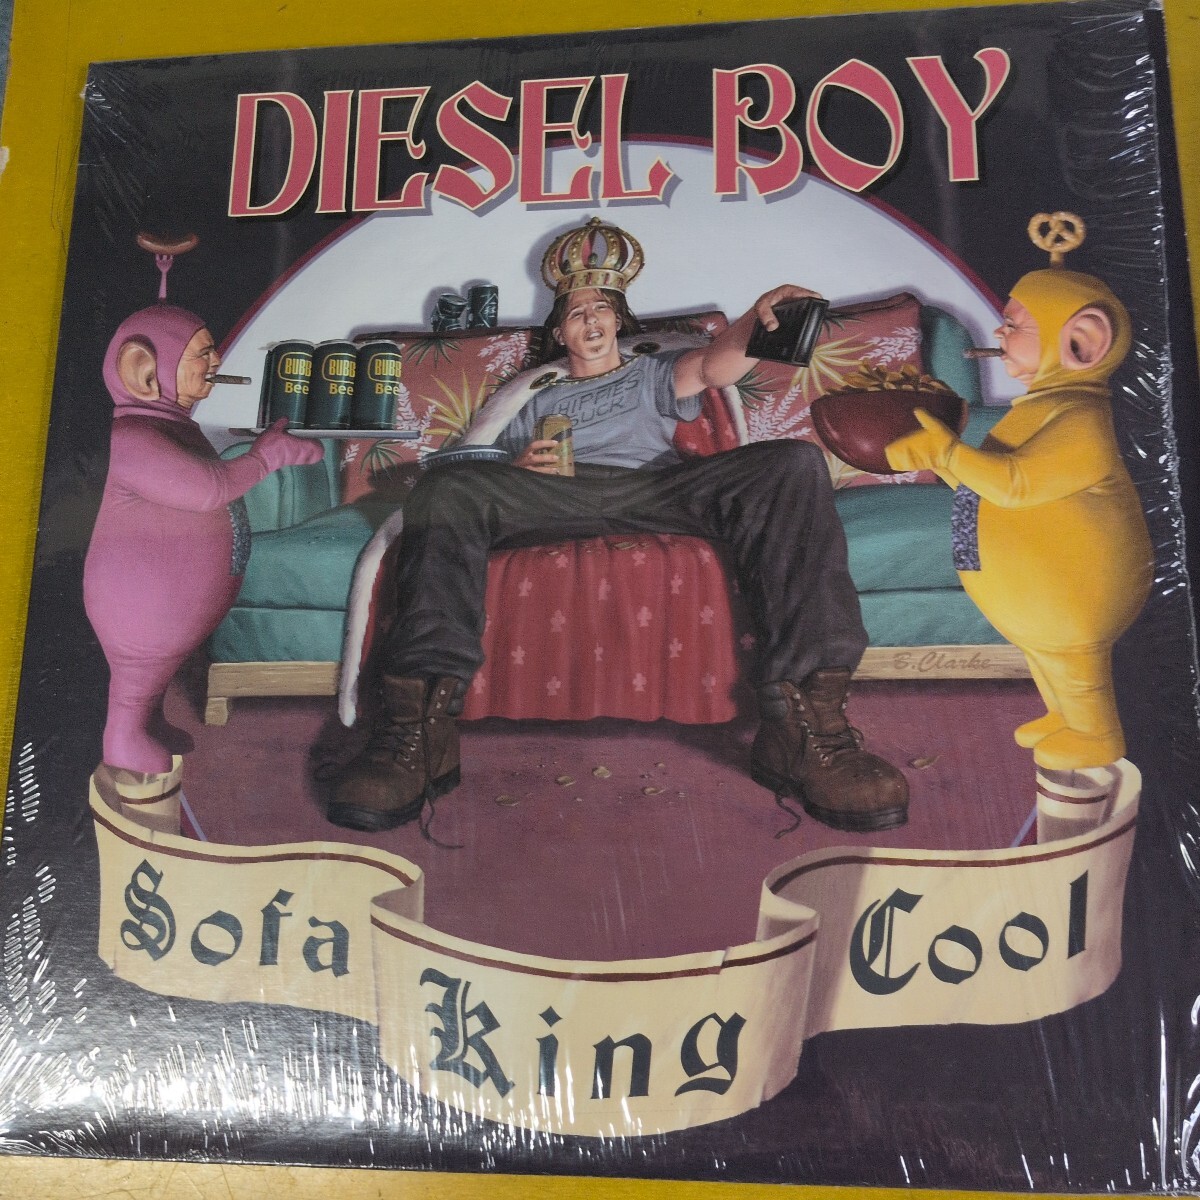 DIESEL BOY
BUBB BUBB BUBB
Bee Bee Bee
HIPPIES
SUCK
B.Clarke
Sofa
King
Cool